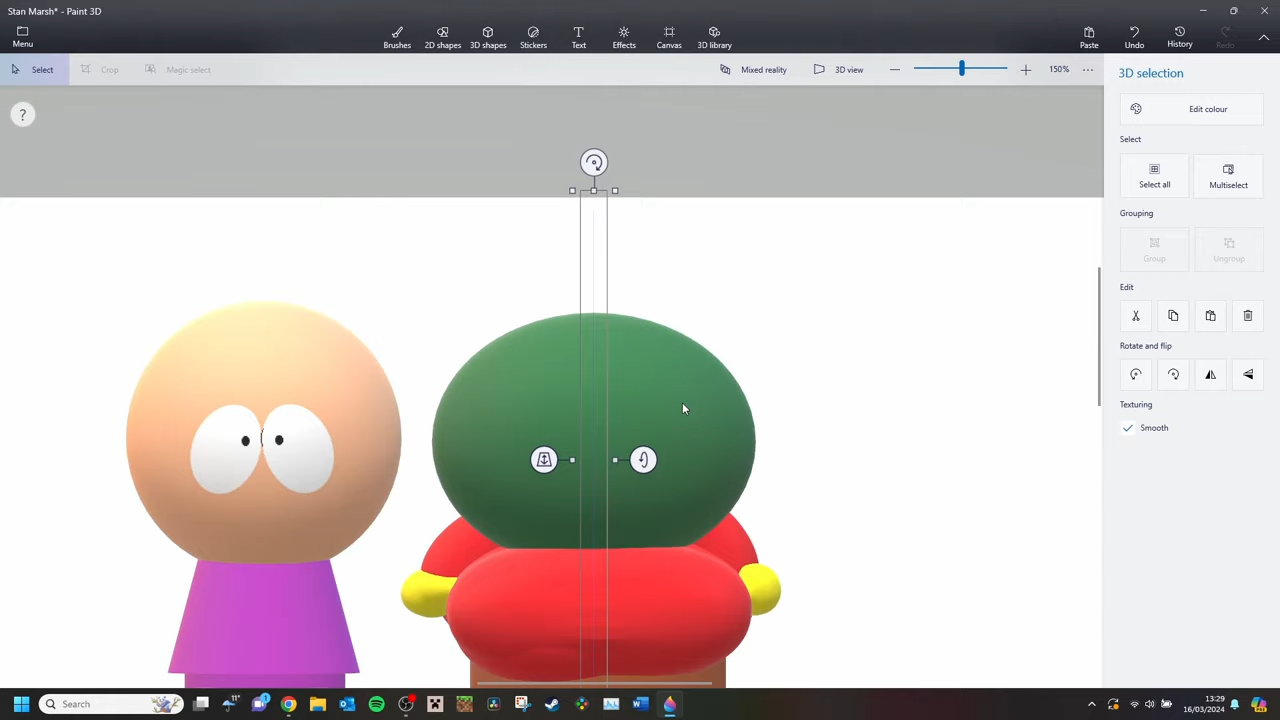 Stan Marsh* - Paint 3D
Menu
Brushes
2D shapes
3D shapes
Stickers
Text
Effects
Canvas
3D library
Paste
Undo
History
Redo
Select
Crop
Magic select
Mixed reality
3D view
150%
3D selection
?
Edit colour
Select
Select all
Multiselect
Grouping
Group
Ungroup
Edit
Rotate and flip
Texturing
Smooth
Search
13:29
16/03/2024